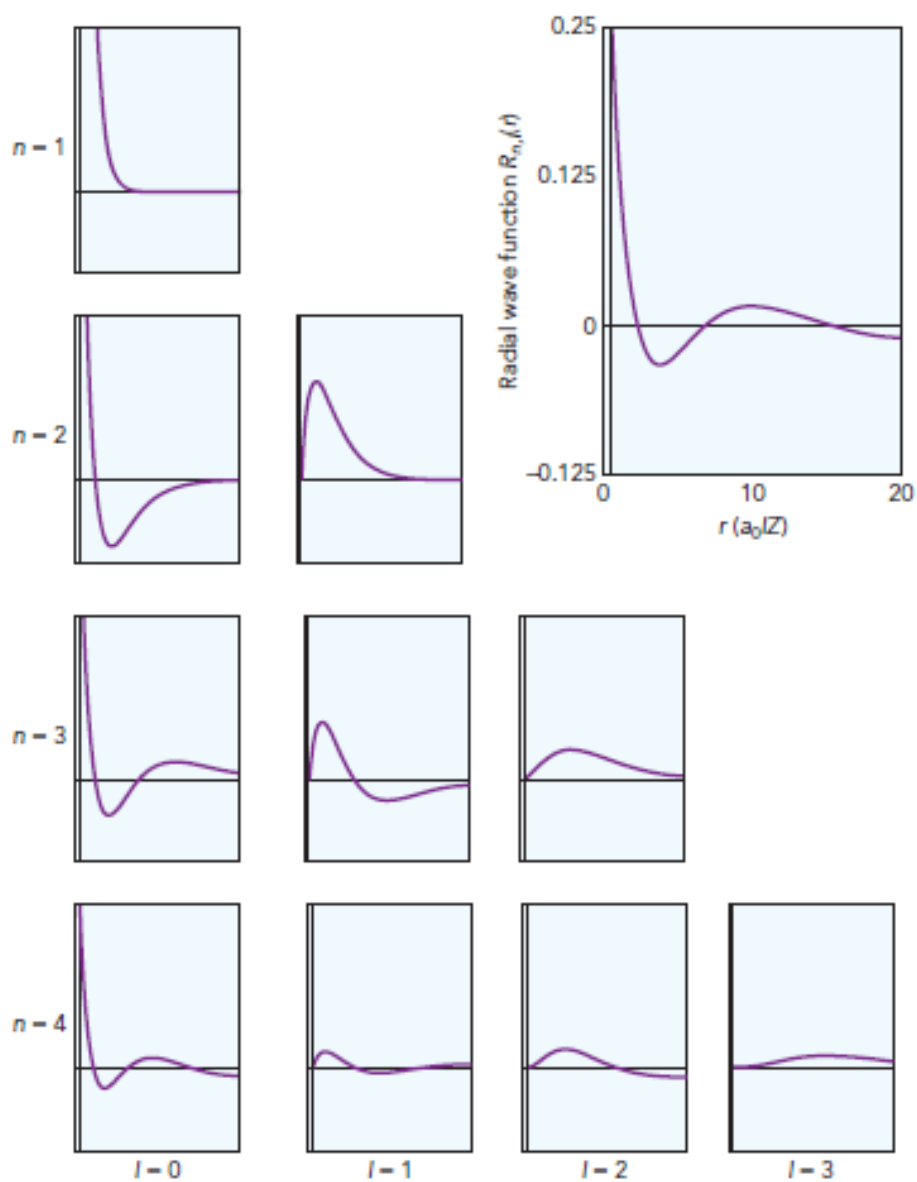 0.25
0.125
0
–0.125
0
10
20
Radial wave function Rn,l(r)
r (a0/Z)
n – 1
n – 2
n – 3
n – 4
l – 0
l – 1
l – 2
l – 3